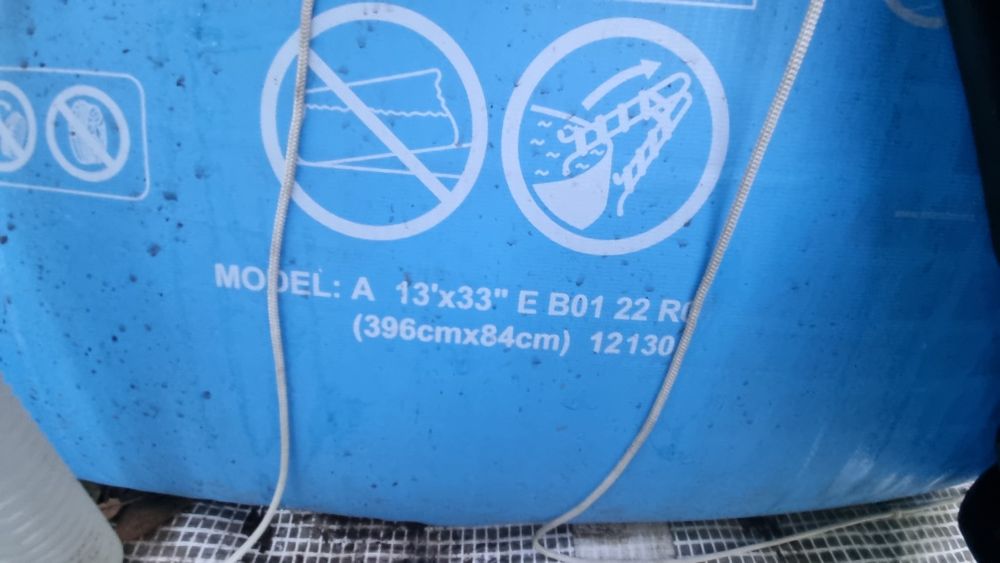 MODEL: A 13'x33" E B01 22
(396cmx84cm) 12130